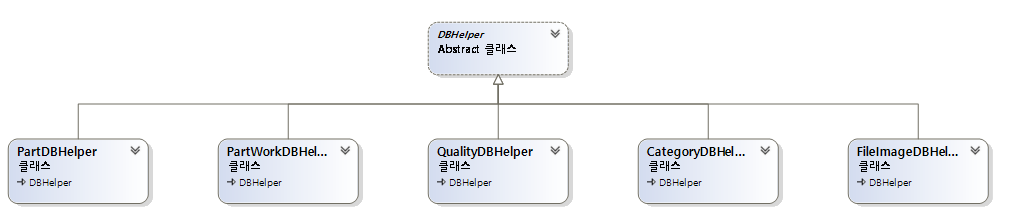 DBHelper
Abstract 클래스
PartDBHelper
클래스
DBHelper
PartWorkDBHel...
클래스
DBHelper
QualityDBHelper
클래스
DBHelper
CategoryDBHel...
클래스
DBHelper
FileImageDBHel...
클래스
DBHelper